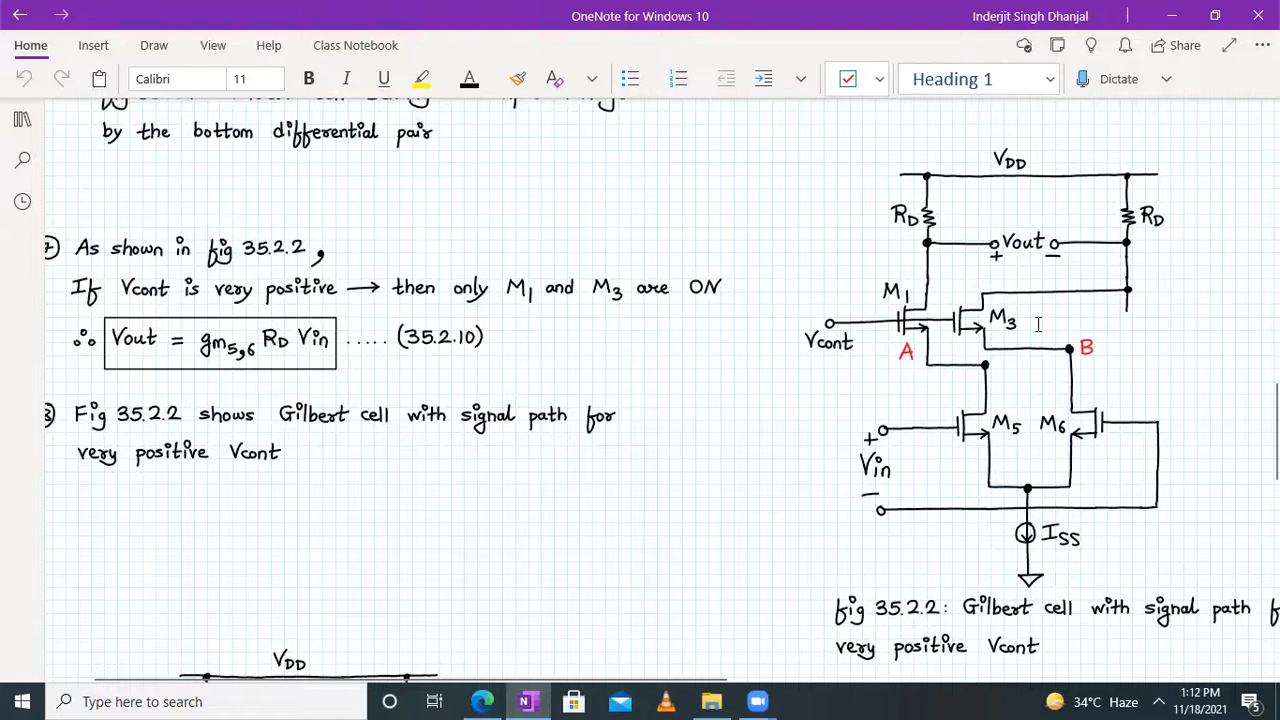 OneNote for Windows 10
Inderjit Singh Dhanjal
Home Insert Draw View Help Class Notebook
Share
Calibri 11 B I U A Heading 1 Dictate
by the bottom differential pair
As shown in fig 35.2.2,
If Vcont is very positive → then only M1 and M3 are ON
∴ Vout = gm5,6 RD Vin ..... (35.2.10)
Fig 35.2.2 shows Gilbert cell with signal path for
very positive Vcont
VDD
VDD
RD
RD
Vout
+ −
M1
M3
Vcont
A
B
M5 M6
+
Vin
−
ISS
fig 35.2.2: Gilbert cell with signal path
very positive Vcont
Type here to search
34°C Haze
1:12 PM
11/18/2021
5